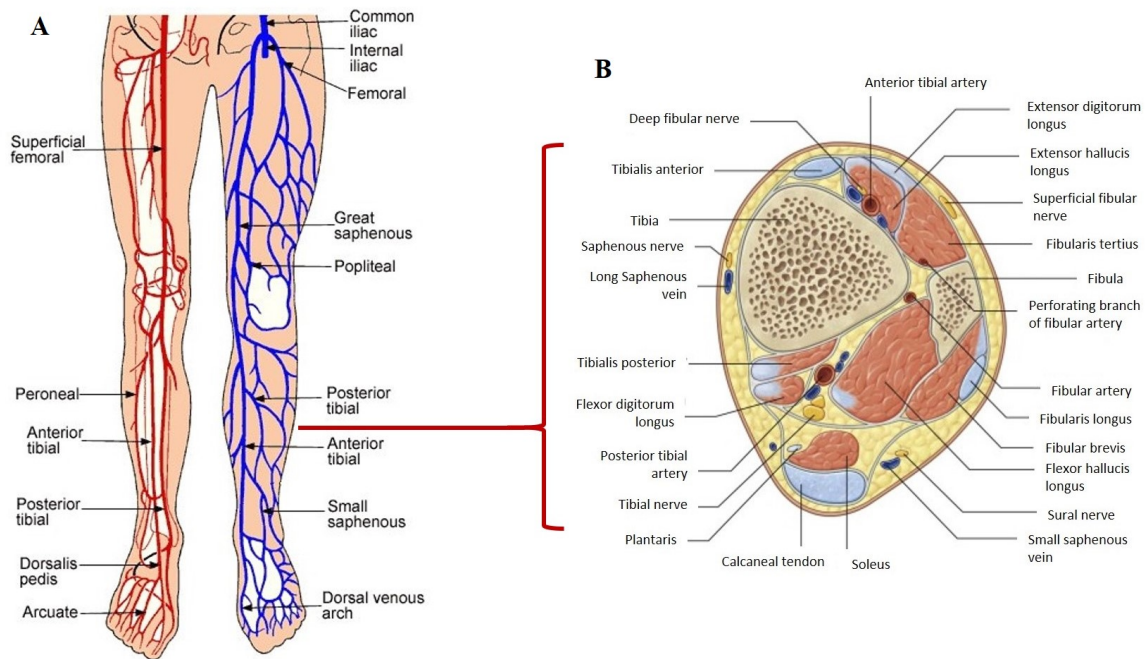 A
Common
iliac
Internal
iliac
Femoral
Superficial
femoral
Great
saphenous
Popliteal
Peroneal
Posterior
tibial
Anterior
tibial
Anterior
tibial
Posterior
tibial
Small
saphenous
Dorsalis
pedis
Arcuate
Dorsal venous
arch
B
Anterior tibial artery
Deep fibular nerve
Extensor digitorum
longus
Tibialis anterior
Extensor hallucis
longus
Tibia
Superficial fibular
nerve
Saphenous nerve
Fibularis tertius
Long Saphenous
vein
Fibula
Perforating branch
of fibular artery
Tibialis posterior
Fibular artery
Flexor digitorum
longus
Fibularis longus
Posterior tibial
artery
Fibular brevis
Flexor hallucis
longus
Tibial nerve
Sural nerve
Plantaris
Small saphenous
vein
Calcaneal tendon
Soleus